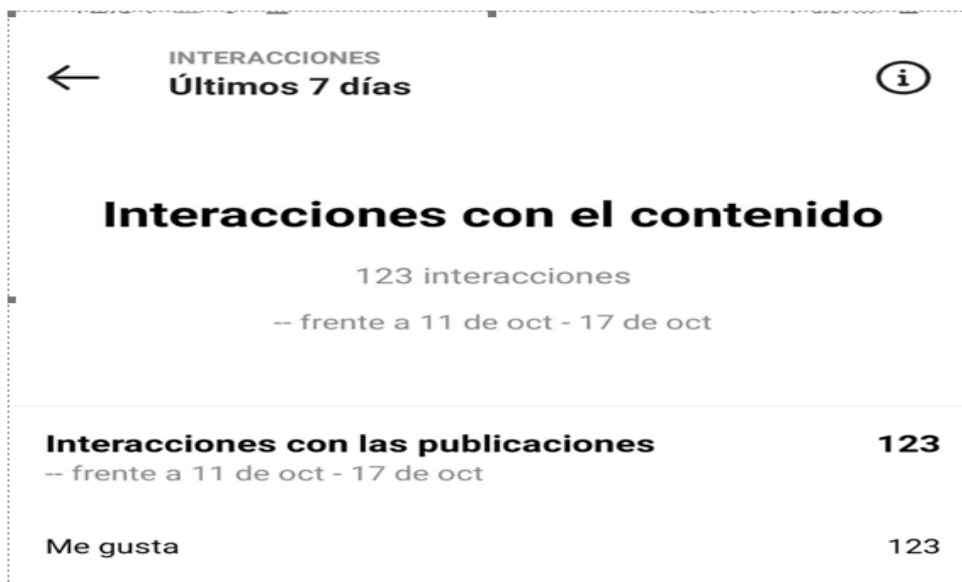 INTERACCIONES
Últimos 7 días
Interacciones con el contenido
123 interacciones
-- frente a 11 de oct - 17 de oct
Interacciones con las publicaciones 123
-- frente a 11 de oct - 17 de oct
Me gusta 123